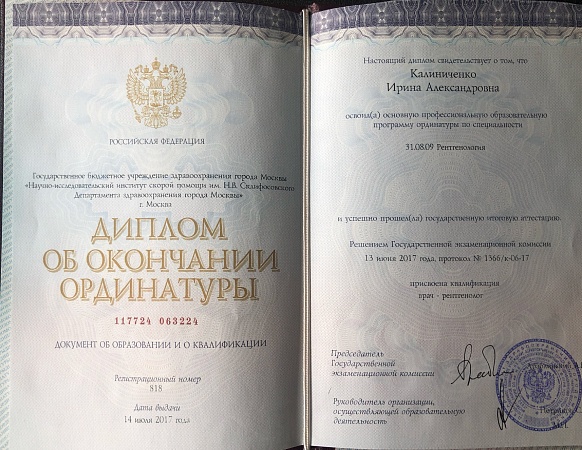 РОССИЙСКАЯ ФЕДЕРАЦИЯ
Государственное бюджетное учреждение здравоохранения города Москвы
«Научно-исследовательский институт скорой помощи им. Н.В. Склифосовского
Департамента здравоохранения города Москвы»
г. Москва
ДИПЛОМ
ОБ ОКОНЧАНИИ
ОРДИНАТУРЫ
117724 063224
ДОКУМЕНТ ОБ ОБРАЗОВАНИИ И О КВАЛИФИКАЦИИ
Регистрационный номер
818
Дата выдачи
14 июля 2017 года
Настоящий диплом свидетельствует о том, что
Калиниченко
Ирина Александровна
освоил(а) основную профессиональную образовательную
программу ординатуры по специальности
31.08.09 Рентгенология
и успешно прошел(ла) государственную итоговую аттестацию.
Решением Государственной экзаменационной комиссии
13 июня 2017 года, протокол № 1366/к-06-17
присвоена квалификация
врач - рентгенолог
Председатель
Государственной
экзаменационной комиссии
Руководитель организации,
осуществляющей образовательную
деятельность